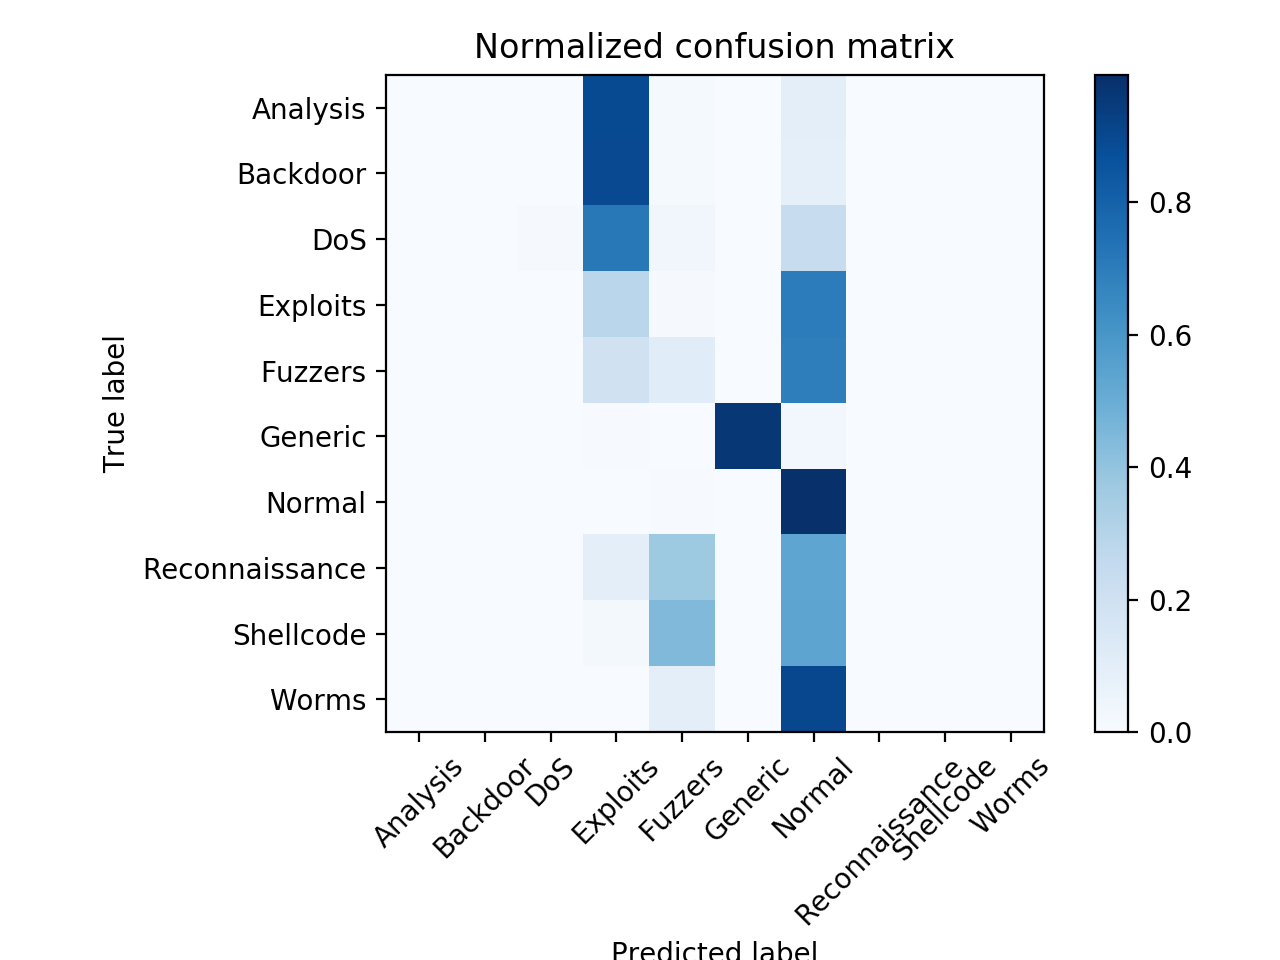 Normalized confusion matrix
True label
Analysis
Backdoor
DoS
Exploits
Fuzzers
Generic
Normal
Reconnaissance
Shellcode
Worms
0.8
0.6
0.4
0.2
0.0
Analysis
Backdoor
DoS
Exploits
Fuzzers
Generic
Normal
Reconnaissance
Shellcode
Worms
Predicted label